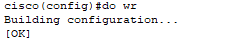 cisco(config)#do wr
Building configuration...
[OK]